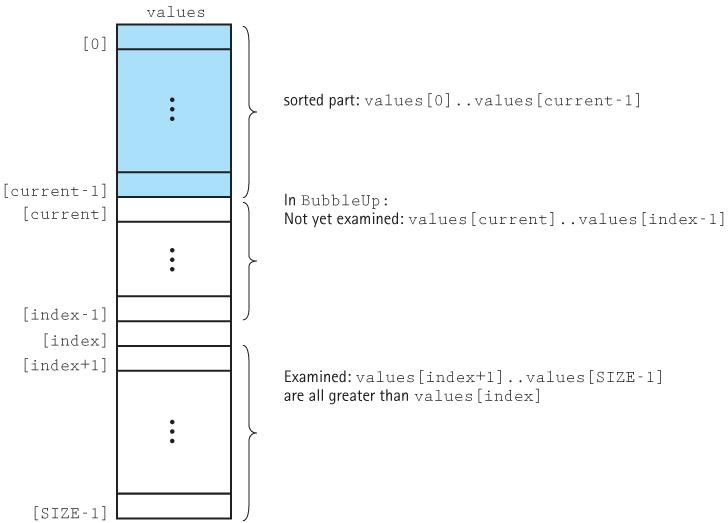 values
[0]
sorted part: values[0]..values[current-1]
[current-1]
[current]
In BubbleUp:
Not yet examined: values[current]..values[index-1]
[index-1]
[index]
[index+1]
Examined: values[index+1]..values[SIZE-1]
are all greater than values[index]
[SIZE-1]